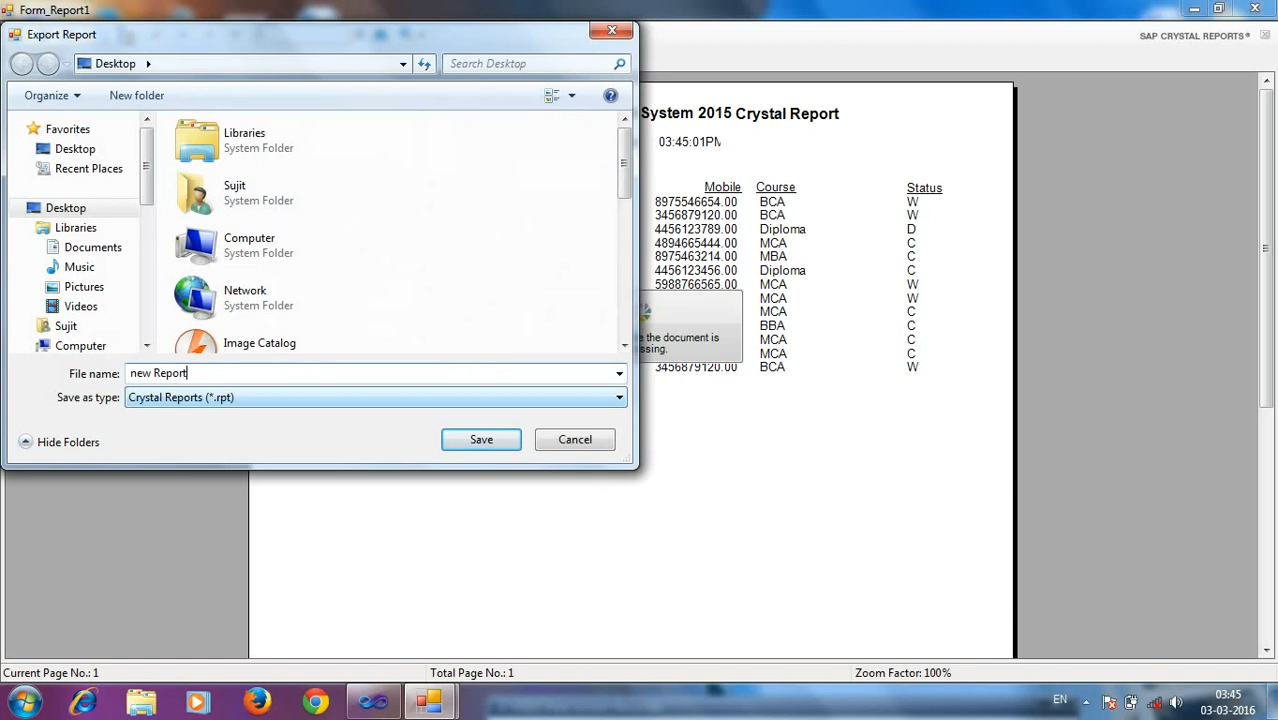 Form_Report1
Export Report
SAP CRYSTAL REPORTS®
Desktop
Search Desktop
Organize
New folder
Favorites
Desktop
Recent Places
Desktop
Libraries
Documents
Music
Pictures
Videos
Sujit
Computer
Libraries
System Folder
Sujit
System Folder
Computer
System Folder
Network
System Folder
Image Catalog
File name: new Report
Save as type: Crystal Reports (*.rpt)
Hide Folders
Save
Cancel
System 2015 Crystal Report
03:45:01PM
Mobile Course Status
8975546654.00 BCA W
3456879120.00 BCA W
4456123789.00 Diploma D
4894665444.00 MCA C
8975463214.00 MBA C
4456123456.00 Diploma C
5988766565.00 MCA W
MCA W
MCA C
BBA C
MCA C
MCA C
3456879120.00 BCA W
the document is
Current Page No.: 1
Total Page No.: 1
Zoom Factor: 100%
EN
03:45
03-03-2016